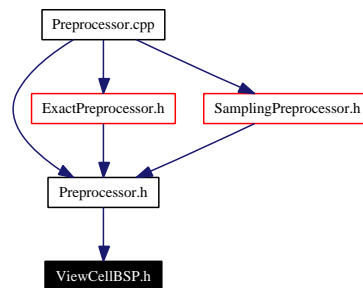 Preprocessor.cpp
ExactPreprocessor.h
SamplingPreprocessor.h
Preprocessor.h
ViewCellBSP.h